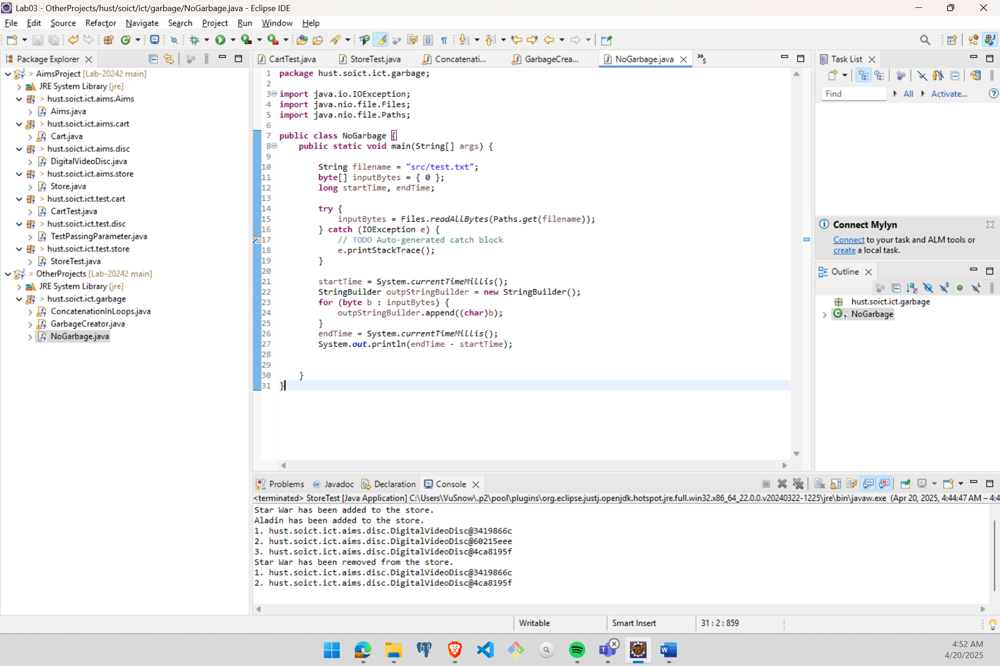 Lab03 - OtherProjects/hust/soict/ict/garbage/NoGarbage.java - Eclipse IDE
File Edit Source Refactor Navigate Search Project Run Window Help
Package Explorer
> AimsProject [Lab-20242 main]
JRE System Library [jre]
> hust.soict.ict.aims.Aims
Aims.java
> hust.soict.ict.aims.cart
Cart.java
> hust.soict.ict.aims.disc
DigitalVideoDisc.java
> hust.soict.ict.aims.store
Store.java
> hust.soict.ict.test.cart
CartTest.java
> hust.soict.ict.test.disc
TestPassingParameter.java
> hust.soict.ict.test.store
StoreTest.java
> OtherProjects [Lab-20242 main]
JRE System Library [jre]
> hust.soict.ict.garbage
ConcatenationInLoops.java
GarbageCreator.java
NoGarbage.java
CartTest.java StoreTest.java Concatenati... GarbageCrea... NoGarbage.java »5
1 package hust.soict.ict.garbage;
2
3 import java.io.IOException;
4 import java.nio.file.Files;
5 import java.nio.file.Paths;
6
7 public class NoGarbage {
8 public static void main(String[] args) {
9
10 String filename = "src/test.txt";
11 byte[] inputBytes = { 0 };
12 long startTime, endTime;
13
14 try {
15 inputBytes = Files.readAllBytes(Paths.get(filename));
16 } catch (IOException e) {
17 // TODO Auto-generated catch block
18 e.printStackTrace();
19 }
20
21 startTime = System.currentTimeMillis();
22 StringBuilder outpStringBuilder = new StringBuilder();
23 for (byte b : inputBytes) {
24 outpStringBuilder.append((char)b);
25 }
26 endTime = System.currentTimeMillis();
27 System.out.println(endTime - startTime);
28
29
30 }
31 }
Task List
Find All Activate...
Connect Mylyn
Connect to your task and ALM tools or
create a local task.
Outline
hust.soict.ict.garbage
NoGarbage
Problems @ Javadoc Declaration Console
<terminated> StoreTest [Java Application] C:\Users\VuSnow\.p2\pool\plugins\org.eclipse.justj.openjdk.hotspot.jre.full.win32.x86_64_22.0.0.v20240322-1225\jre\bin\javaw.exe (Apr 20, 2025, 4:44:47 AM – 4:4
Star War has been added to the store.
Aladin has been added to the store.
1. hust.soict.ict.aims.disc.DigitalVideoDisc@3419866c
2. hust.soict.ict.aims.disc.DigitalVideoDisc@60215eee
3. hust.soict.ict.aims.disc.DigitalVideoDisc@4ca8195f
Star War has been removed from the store.
1. hust.soict.ict.aims.disc.DigitalVideoDisc@3419866c
2. hust.soict.ict.aims.disc.DigitalVideoDisc@4ca8195f
Writable Smart Insert 31 : 2 : 859
4:52 AM
4/20/2025